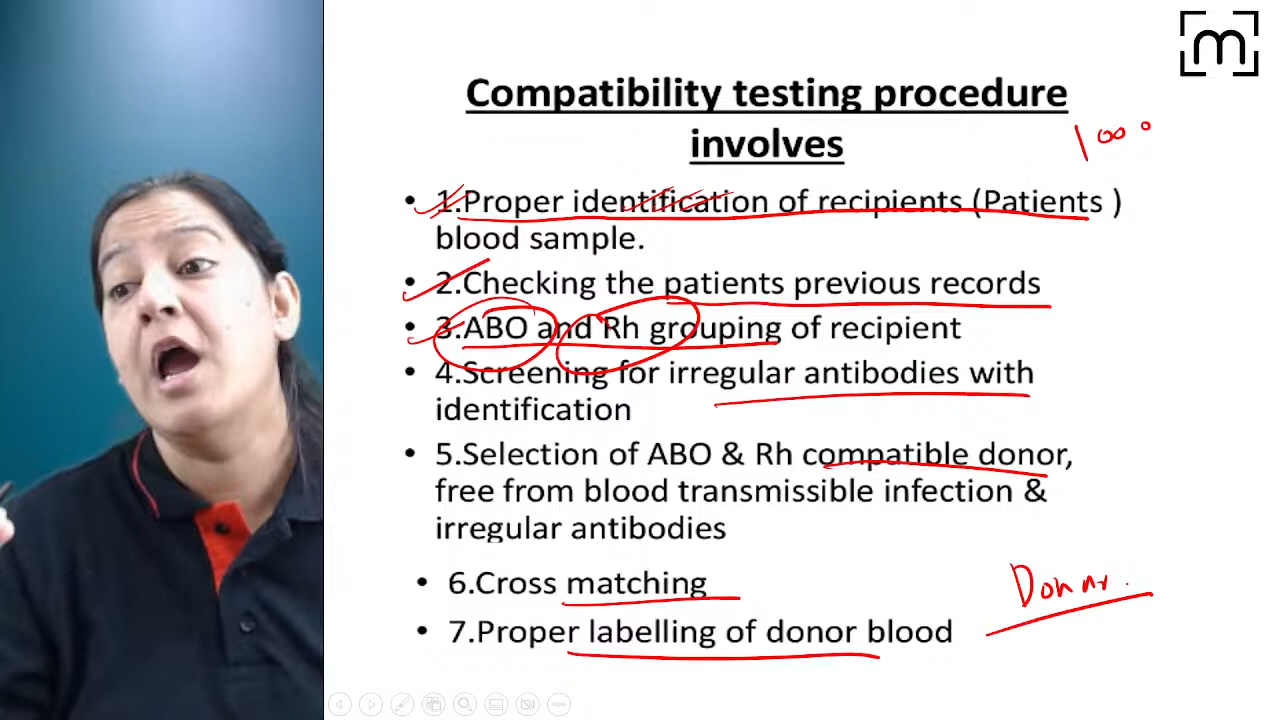 m
Compatibility testing procedure
involves
1000
• 1.Proper identification of recipients (Patients )
blood sample.
• 2.Checking the patients previous records
• 3.ABO and Rh grouping of recipient
• 4.Screening for irregular antibodies with
identification
• 5.Selection of ABO & Rh compatible donor,
free from blood transmissible infection &
irregular antibodies
• 6.Cross matching
Donor.
• 7.Proper labelling of donor blood